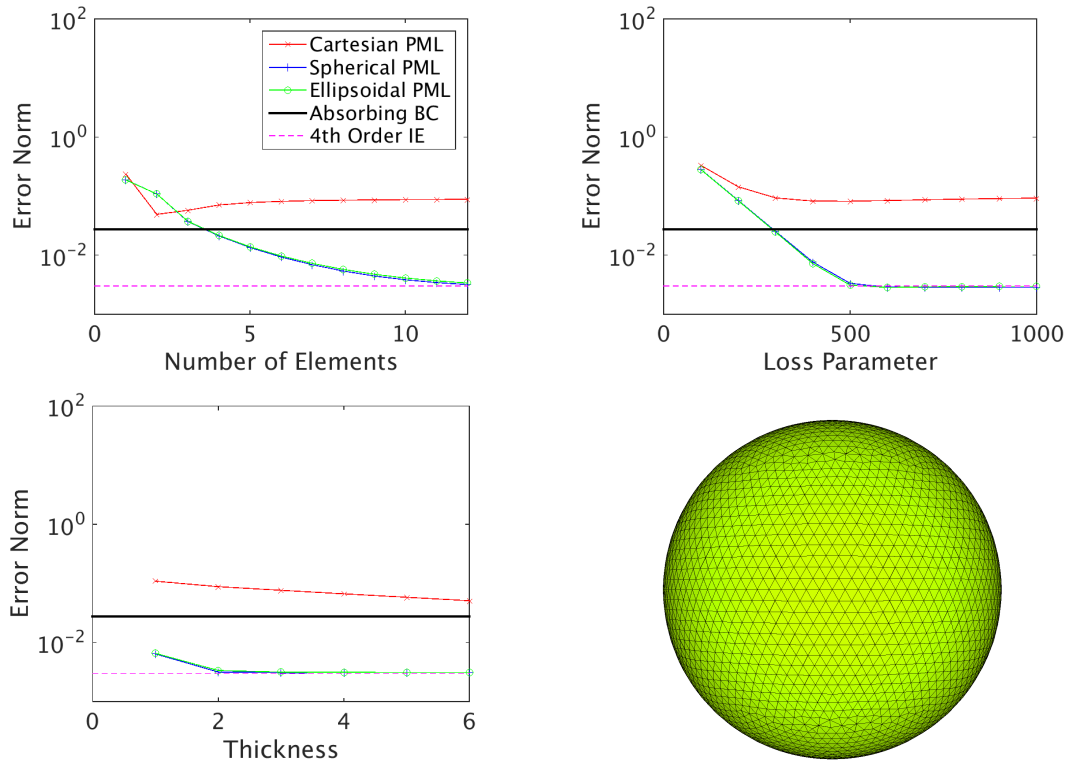 10^2
10^0
10^-2
Error Norm
Cartesian PML
Spherical PML
Ellipsoidal PML
Absorbing BC
4th Order IE
0 5 10
Number of Elements
10^2
10^0
10^-2
Error Norm
0 500 1000
Loss Parameter
10^2
10^0
10^-2
Error Norm
0 2 4 6
Thickness